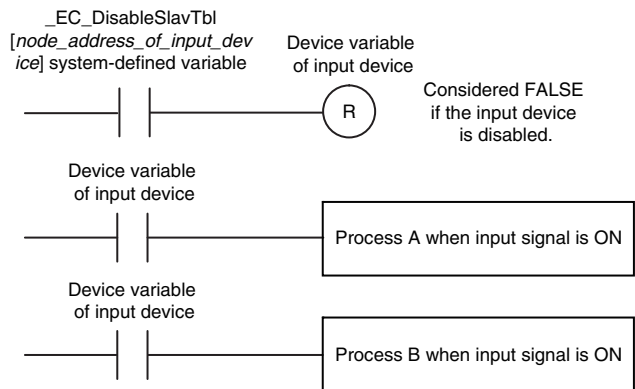 _EC_DisableSlavTbl
[node_address_of_input_dev
ice] system-defined variable
Device variable
of input device
R
Considered FALSE
if the input device
is disabled.
Device variable
of input device
Process A when input signal is ON
Device variable
of input device
Process B when input signal is ON